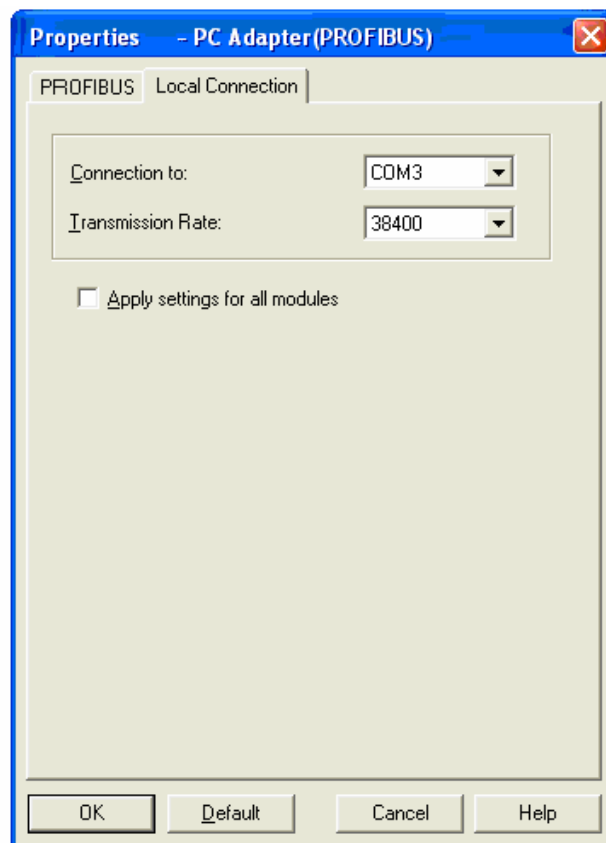 Properties - PC Adapter(PROFIBUS)
PROFIBUS Local Connection
Connection to: COM3
Transmission Rate: 38400
Apply settings for all modules
OK Default Cancel Help